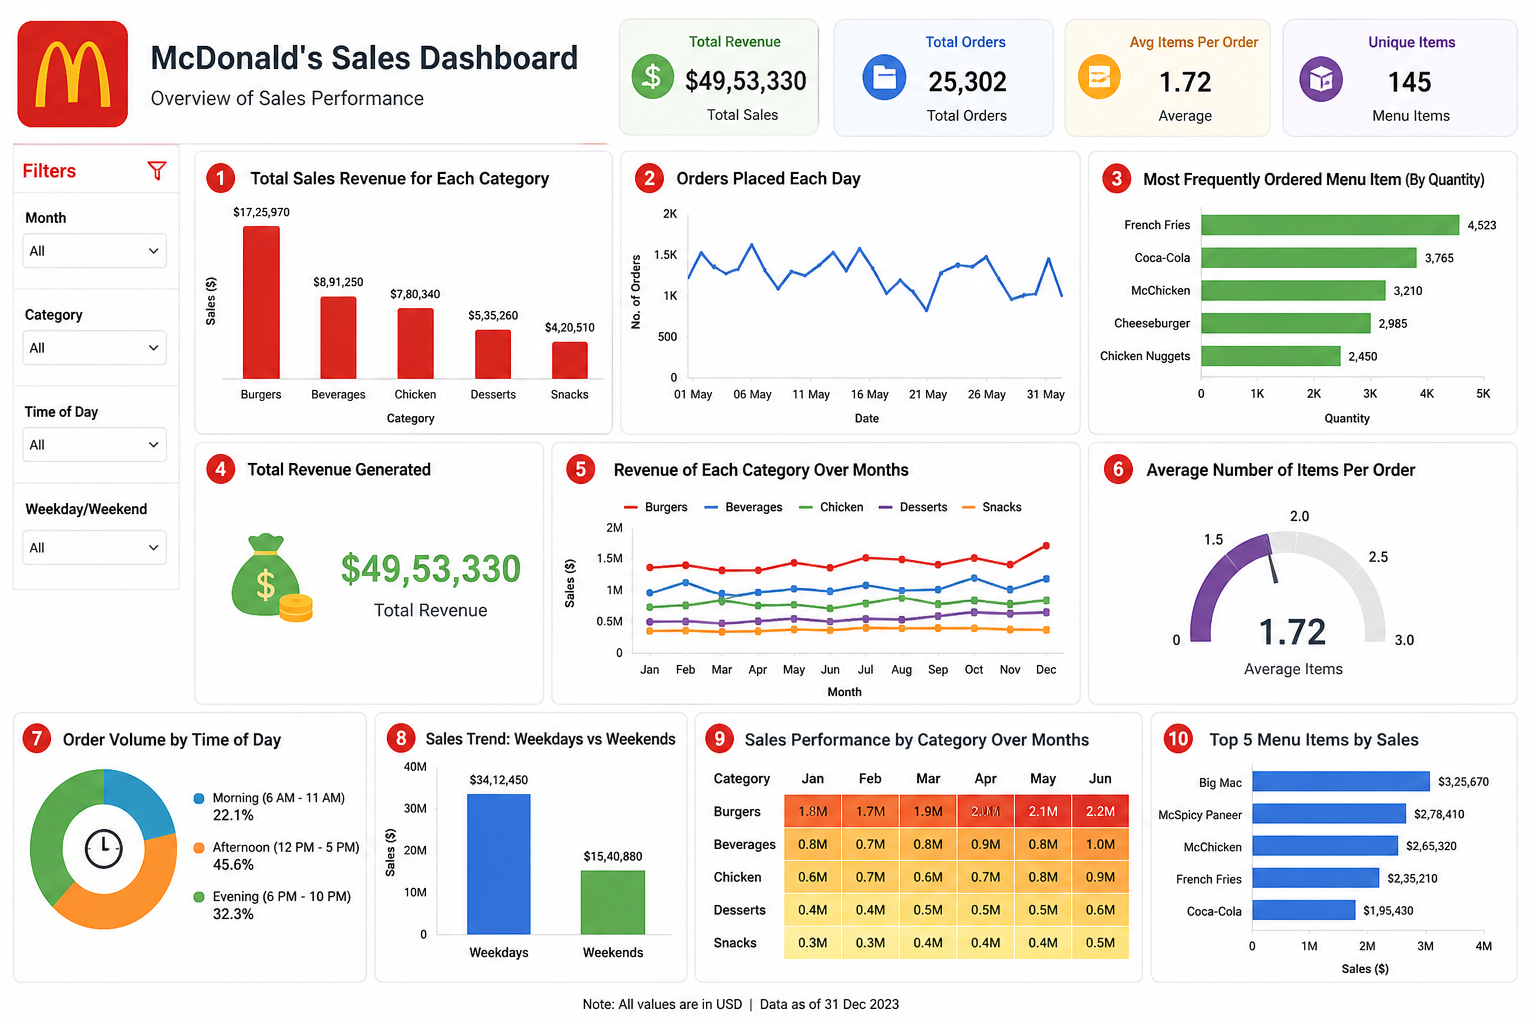 McDonald's Sales Dashboard
Overview of Sales Performance
Total Revenue
$49,53,330
Total Sales
Total Orders
25,302
Total Orders
Avg Items Per Order
1.72
Average
Unique Items
145
Menu Items
Filters
Month
All
Category
All
Time of Day
All
Weekday/Weekend
All
1 Total Sales Revenue for Each Category
Sales ($)
$17,25,970
$8,91,250
$7,80,340
$5,35,260
$4,20,510
Burgers Beverages Chicken Desserts Snacks
Category
2 Orders Placed Each Day
No. of Orders
2K
1.5K
1K
500
0
01 May 06 May 11 May 16 May 21 May 26 May 31 May
Date
3 Most Frequently Ordered Menu Item (By Quantity)
French Fries 4,523
Coca-Cola 3,765
McChicken 3,210
Cheeseburger 2,985
Chicken Nuggets 2,450
0 1K 2K 3K 4K 5K
Quantity
4 Total Revenue Generated
$
$49,53,330
Total Revenue
5 Revenue of Each Category Over Months
Burgers Beverages Chicken Desserts Snacks
Sales ($)
2M
1.5M
1M
0.5M
0
Jan Feb Mar Apr May Jun Jul Aug Sep Oct Nov Dec
Month
6 Average Number of Items Per Order
0 1.5 2.0 2.5 3.0
1.72
Average Items
7 Order Volume by Time of Day
Morning (6 AM - 11 AM)
22.1%
Afternoon (12 PM - 5 PM)
45.6%
Evening (6 PM - 10 PM)
32.3%
8 Sales Trend: Weekdays vs Weekends
Sales ($)
40M
30M
20M
10M
0
$34,12,450
$15,40,880
Weekdays Weekends
9 Sales Performance by Category Over Months
Category Jan Feb Mar Apr May Jun
Burgers 1.8M 1.7M 1.9M 2.1M 2.2M
Beverages 0.8M 0.7M 0.8M 0.9M 0.8M 1.0M
Chicken 0.6M 0.7M 0.6M 0.7M 0.8M 0.9M
Desserts 0.4M 0.4M 0.5M 0.5M 0.5M 0.6M
Snacks 0.3M 0.3M 0.4M 0.4M 0.4M 0.5M
10 Top 5 Menu Items by Sales
Big Mac $3,25,670
McSpicy Paneer $2,78,410
McChicken $2,65,320
French Fries $2,35,210
Coca-Cola $1,95,430
0 1M 2M 3M 4M
Sales ($)
Note: All values are in USD | Data as of 31 Dec 2023